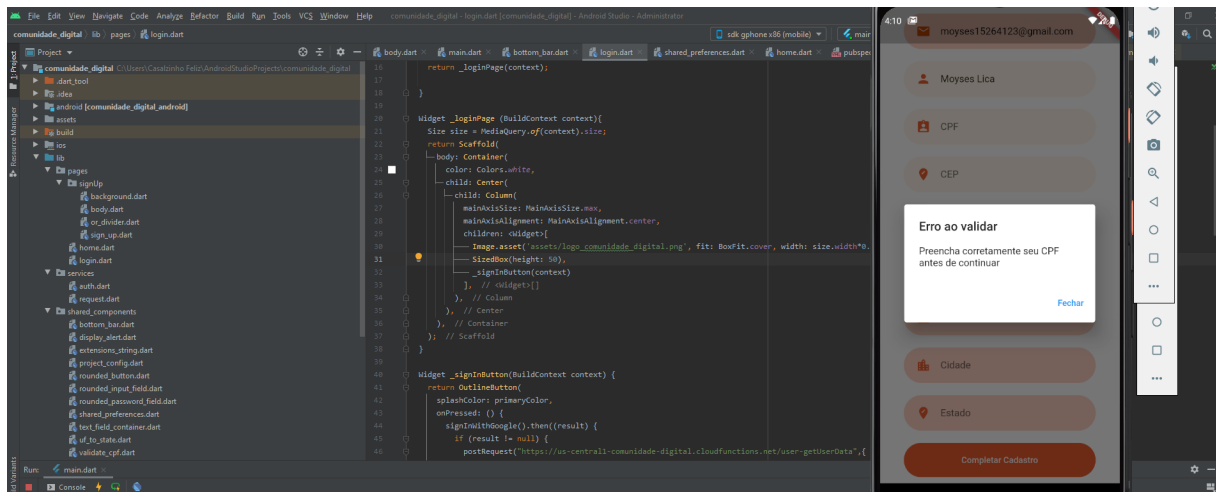 File Edit View Navigate Code Analyze Refactor Build Run Tools VCS Window Help comunidade_digital - login.dart [comunidade_digital] - Android Studio - Administrator
comunidade_digital lib pages login.dart
sdk gphone x86 (mobile)
main
Project
body.dart main.dart bottom_bar.dart login.dart shared_preferences.dart home.dart pubspec
1: Project
Resource Manager
comunidade_digital C:\Users\Casalzinho Feliz\AndroidStudioProjects\comunidade_digital
.dart_tool
.idea
android [comunidade_digital_android]
assets
build
ios
lib
pages
signUp
background.dart
body.dart
or_divider.dart
sign_up.dart
home.dart
login.dart
services
auth.dart
request.dart
shared_components
bottom_bar.dart
display_alert.dart
extensions_string.dart
project_config.dart
rounded_button.dart
rounded_input_field.dart
rounded_password_field.dart
shared_preferences.dart
text_field_container.dart
uf_to_state.dart
validate_cpf.dart
16 return _loginPage(context);
17
18 }
19
20 Widget _loginPage (BuildContext context){
21 Size size = MediaQuery.of(context).size;
22 return Scaffold(
23 body: Container(
24 color: Colors.white,
25 child: Center(
26 child: Column(
27 mainAxisSize: MainAxisSize.max,
28 mainAxisAlignment: MainAxisAlignment.center,
29 children: <Widget>[
30 Image.asset('assets/logo_comunidade_digital.png', fit: BoxFit.cover, width: size.width*0.
31 SizedBox(height: 50),
32 _signInButton(context)
33 ], // <Widget>[]
34 ), // Column
35 ), // Center
36 ), // Container
37 ); // Scaffold
38 }
39
40 Widget _signInButton(BuildContext context) {
41 return OutlineButton(
42 splashColor: primaryColor,
43 onPressed: () {
44 signInWithGoogle().then((result) {
45 if (result != null) {
46 postRequest("https://us-central1-comunidade-digital.cloudfunctions.net/user-getUserData",{
Run: main.dart
Console
4:10
moyses15264123@gmail.com
Moyses Lica
CPF
CEP
Erro ao validar
Preencha corretamente seu CPF
antes de continuar
Fechar
Cidade
Estado
Completar Cadastro